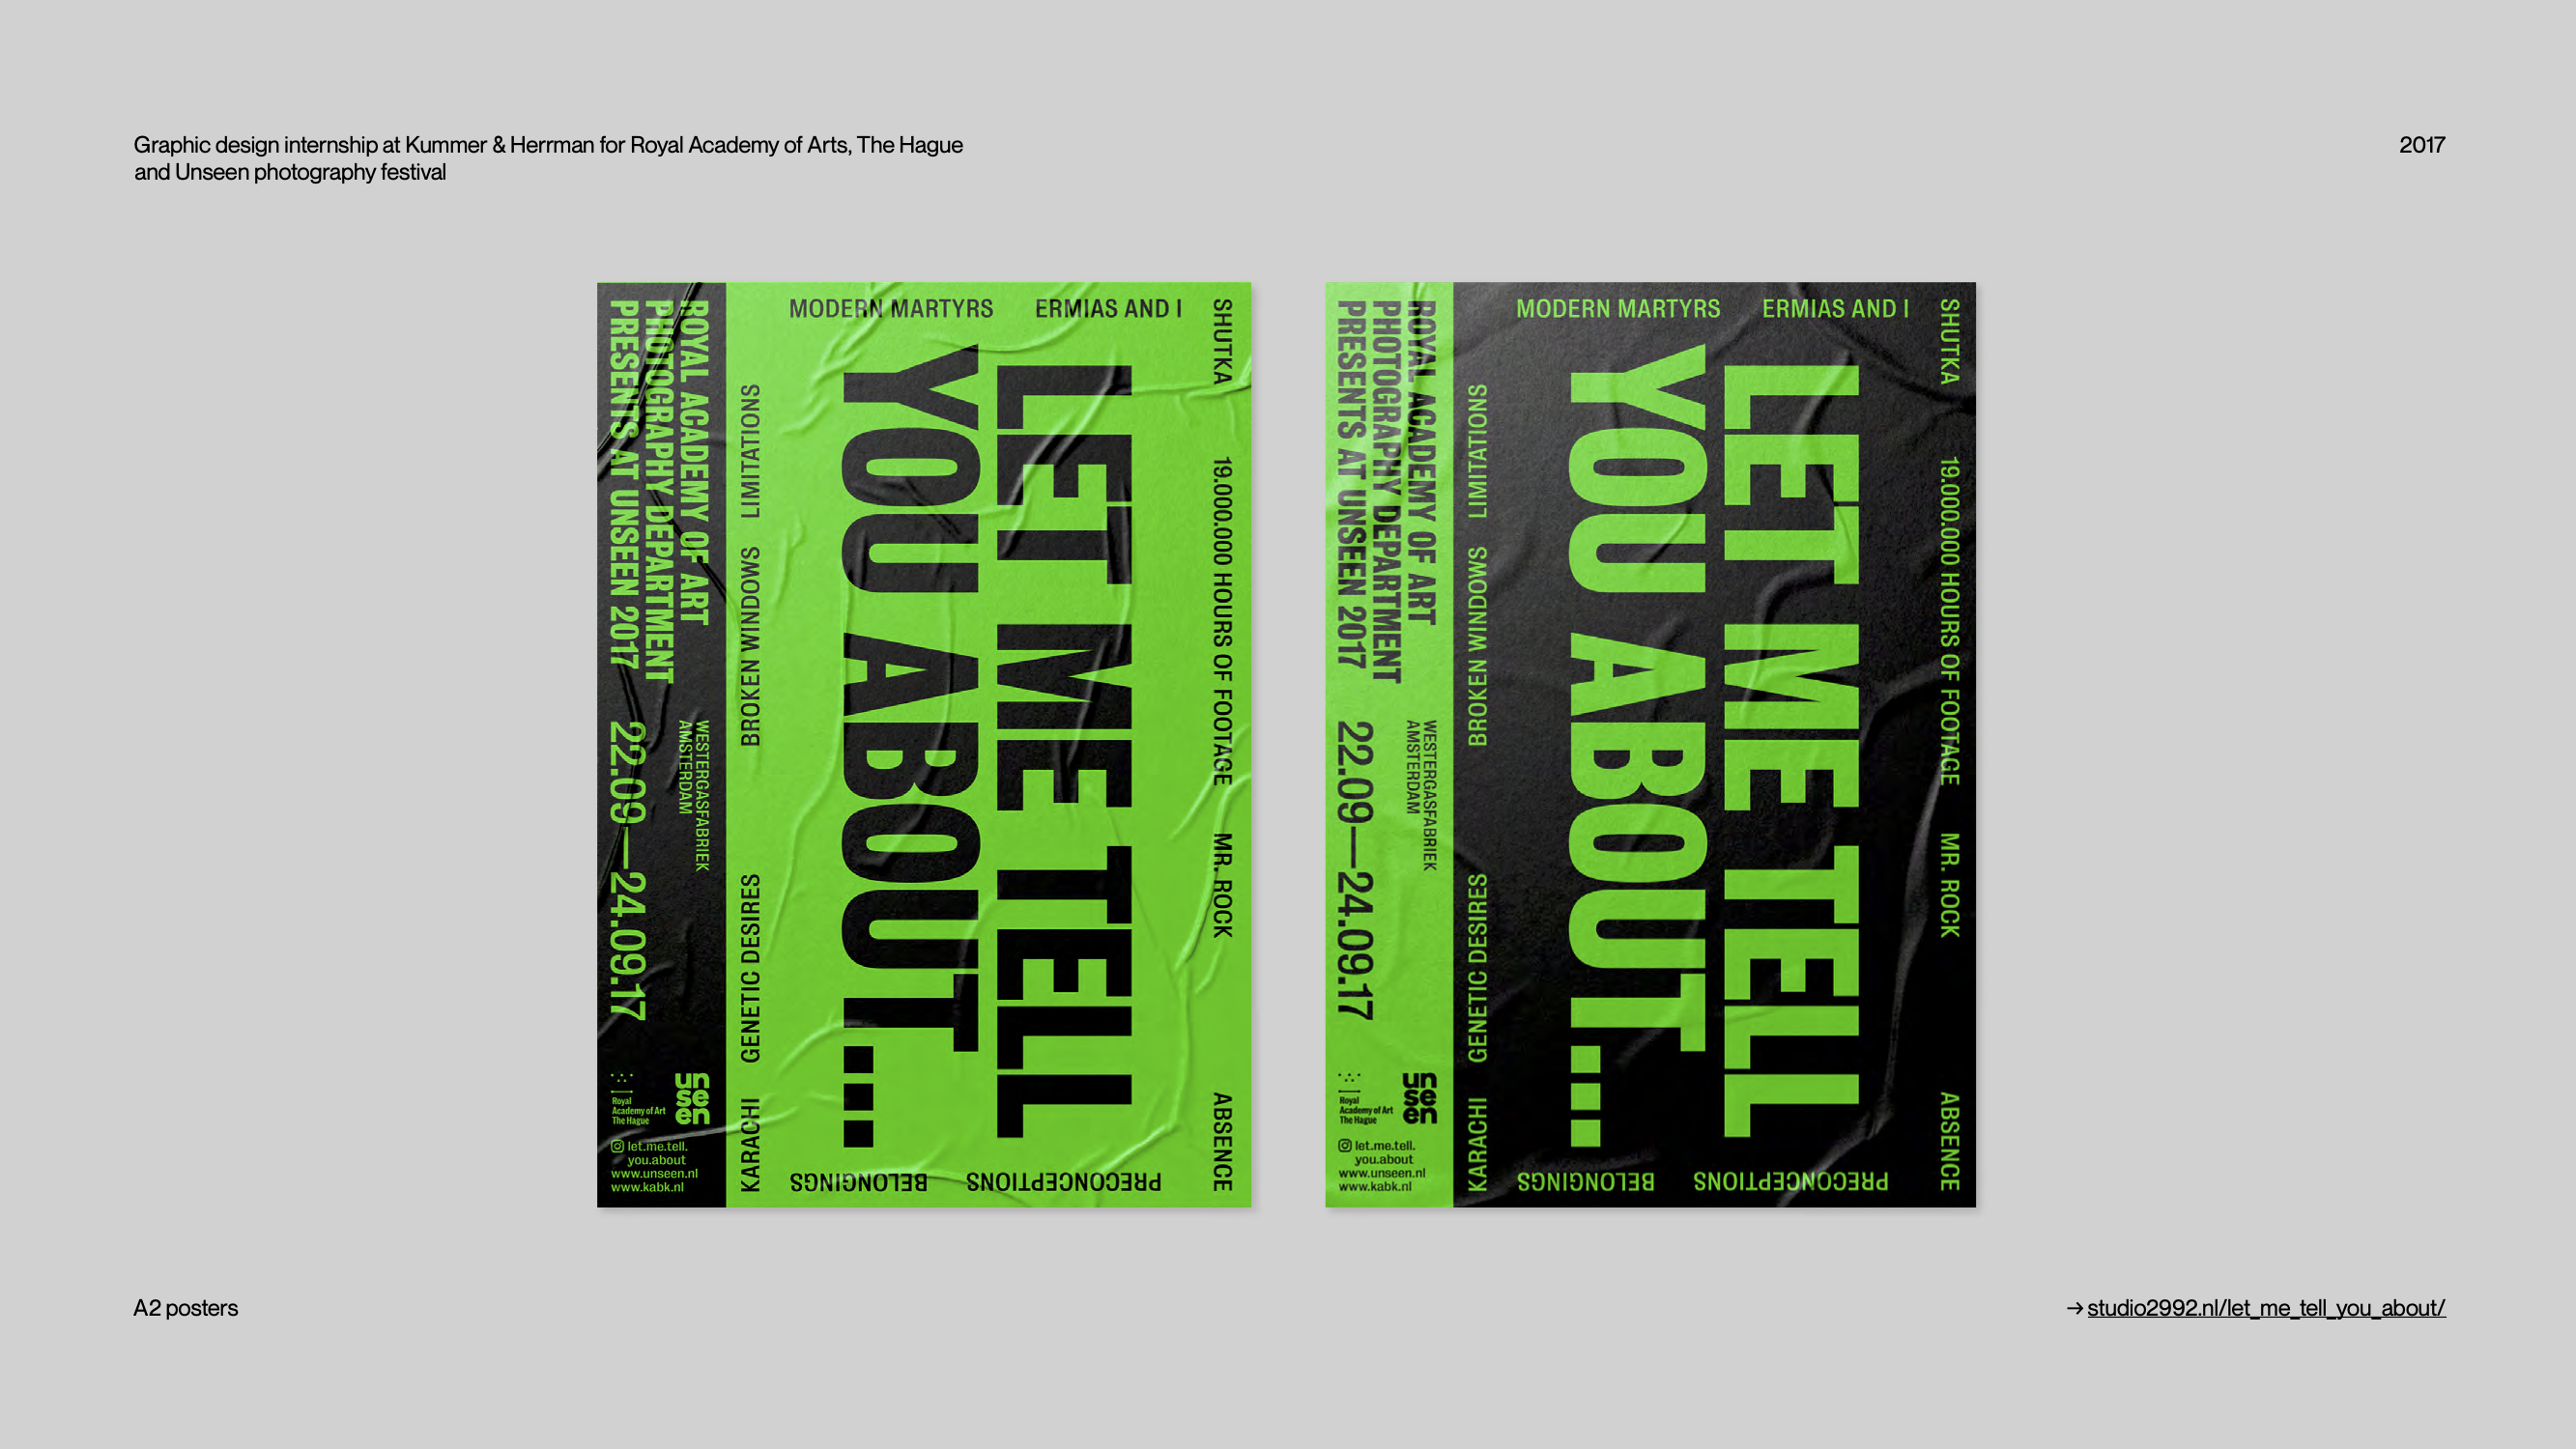 Graphic design internship at Kummer & Herrman for Royal Academy of Arts, The Hague
and Unseen photography festival
2017
ROYAL ACADEMY OF ART
PHOTOGRAPHY DEPARTMENT
PRESENTS AT UNSEEN 2017
WESTERGASFABRIEK
AMSTERDAM
22.09—24.09.17
Royal
Academy of Art
The Hague
unseen
let.me.tell.
you.about
www.unseen.nl
www.kabk.nl
LET ME TELL
YOU ABOUT...
MODERN MARTYRS ERMIAS AND I
SHUTKA 19.000.000 HOURS OF FOOTAGE MR. ROCK ABSENCE
PRECONCEPTIONS BELONGINGS
KARACHI GENETIC DESIRES BROKEN WINDOWS LIMITATIONS
ROYAL ACADEMY OF ART
PHOTOGRAPHY DEPARTMENT
PRESENTS AT UNSEEN 2017
WESTERGASFABRIEK
AMSTERDAM
22.09—24.09.17
Royal
Academy of Art
The Hague
unseen
let.me.tell.
you.about
www.unseen.nl
www.kabk.nl
LET ME TELL
YOU ABOUT...
MODERN MARTYRS ERMIAS AND I
SHUTKA 19.000.000 HOURS OF FOOTAGE MR. ROCK ABSENCE
PRECONCEPTIONS BELONGINGS
KARACHI GENETIC DESIRES BROKEN WINDOWS LIMITATIONS
A2 posters
→ studio2992.nl/let_me_tell_you_about/